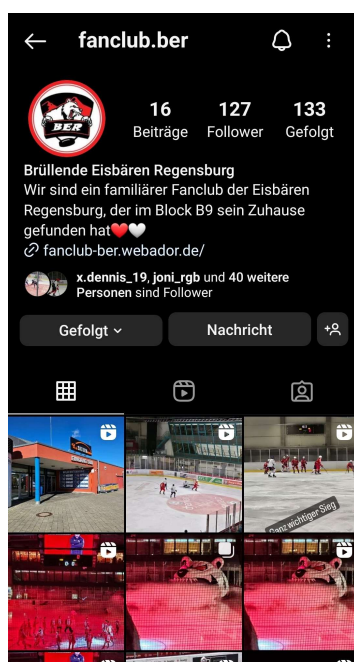 fanclub.ber
BER
16 127 133
Beiträge Follower Gefolgt
Brüllende Eisbären Regensburg
Wir sind ein familiärer Fanclub der Eisbären
Regensburg, der im Block B9 sein Zuhause
gefunden hat❤️🤍
fanclub-ber.webador.de/
x.dennis_19, joni_rgb und 40 weitere
Personen sind Follower
Gefolgt
Nachricht
Ganz wichtiger Sieg